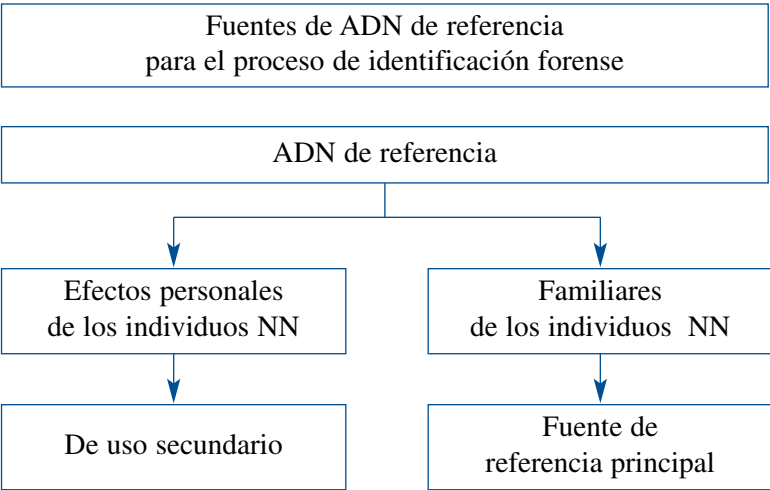 Fuentes de ADN de referencia
para el proceso de identificación forense
ADN de referencia
Efectos personales
de los individuos NN
Familiares
de los individuos NN
De uso secundario
Fuente de
referencia principal